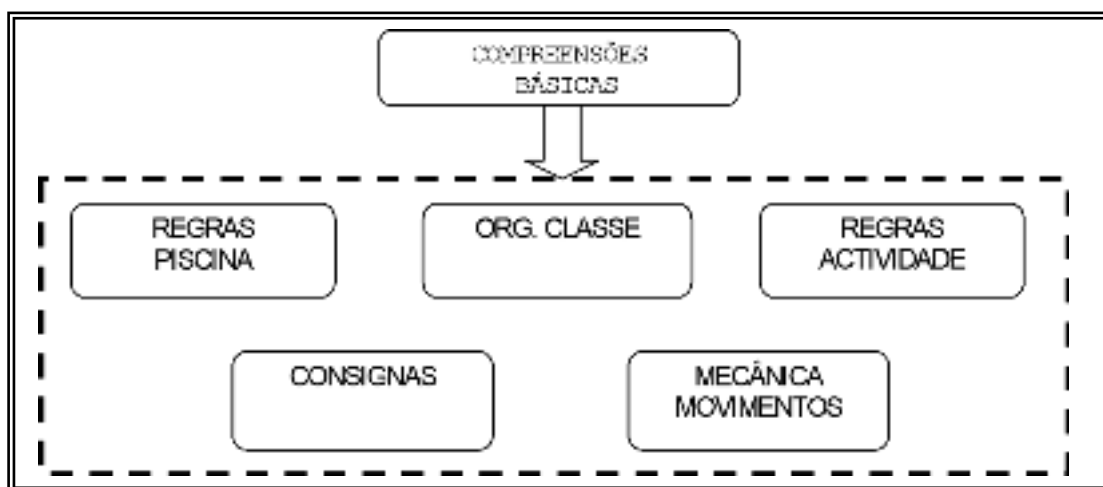 COMPREENSÕES
BÁSICAS
REGRAS
PISCINA
ORG. CLASSE
REGRAS
ACTIVIDADE
CONSIGNAS
MECÂNICA
MOVIMENTOS